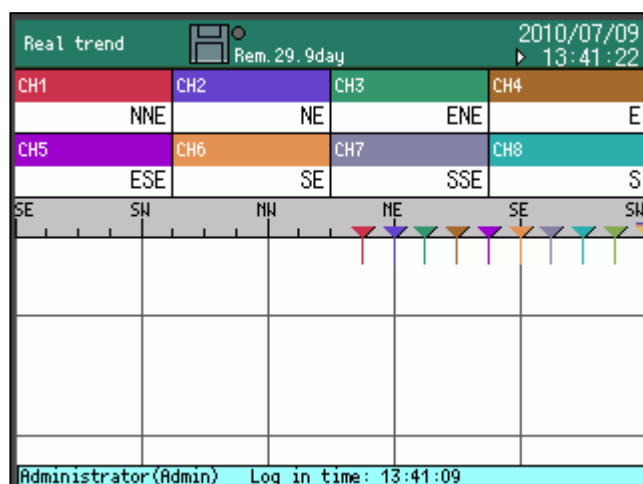 Real trend
Rem. 29. 9day
2010/07/09
13:41:22
CH1 CH2 CH3 CH4
NNE NE ENE E
CH5 CH6 CH7 CH8
ESE SE SSE S
SE SW NW NE SE SW
Administrator(Admin) Log in time: 13:41:09